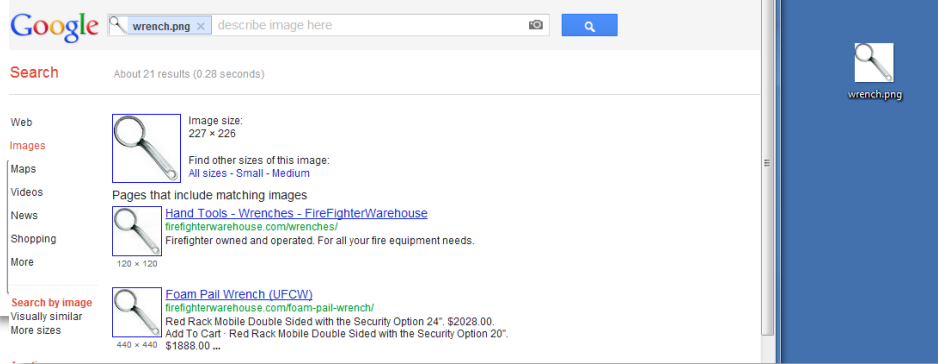 Google
wrench.png × describe image here
Search
About 21 results (0.28 seconds)
Web
Images
Maps
Videos
News
Shopping
More
Search by image
Visually similar
More sizes
Image size:
227 × 226
Find other sizes of this image:
All sizes - Small - Medium
Pages that include matching images
Hand Tools - Wrenches - FireFighterWarehouse
firefighterwarehouse.com/wrenches/
Firefighter owned and operated. For all your fire equipment needs.
120 × 120
Foam Pail Wrench (UFCW)
firefighterwarehouse.com/foam-pail-wrench/
Red Rack Mobile Double Sided with the Security Option 24". $2028.00.
Add To Cart · Red Rack Mobile Double Sided with the Security Option 20".
$1888.00 ...
440 × 440
wrench.png